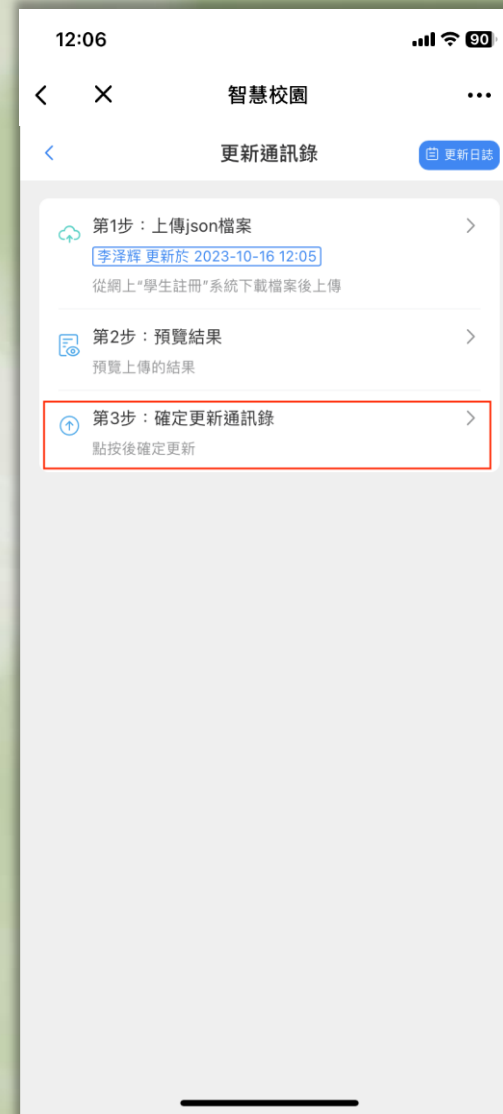 12:06
90
智慧校園
更新通訊錄
更新日誌
第1步：上傳json檔案
李泽辉 更新於 2023-10-16 12:05
從網上“學生註冊”系統下載檔案後上傳
第2步：預覽結果
預覽上傳的結果
第3步：確定更新通訊錄
點按後確定更新